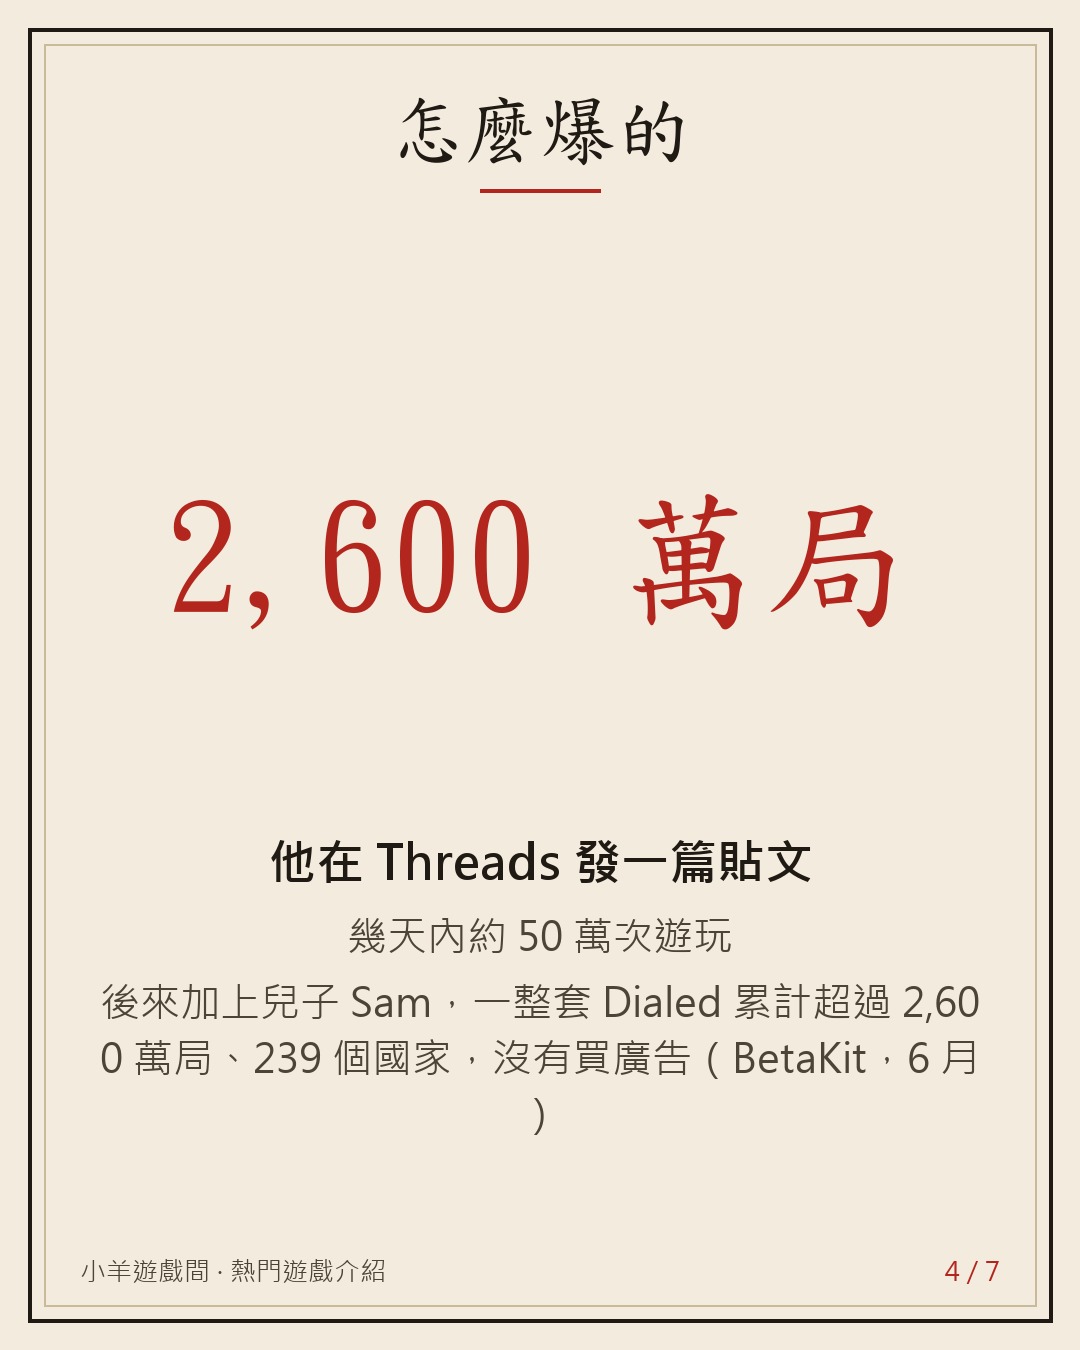 怎麼爆的
2,600 萬局
他在 Threads 發一篇貼文
幾天內約 50 萬次遊玩
後來加上兒子 Sam，一整套 Dialed 累計超過 2,60
0 萬局、239 個國家，沒有買廣告（BetaKit，6 月
）
小羊遊戲間 · 熱門遊戲介紹
4 / 7